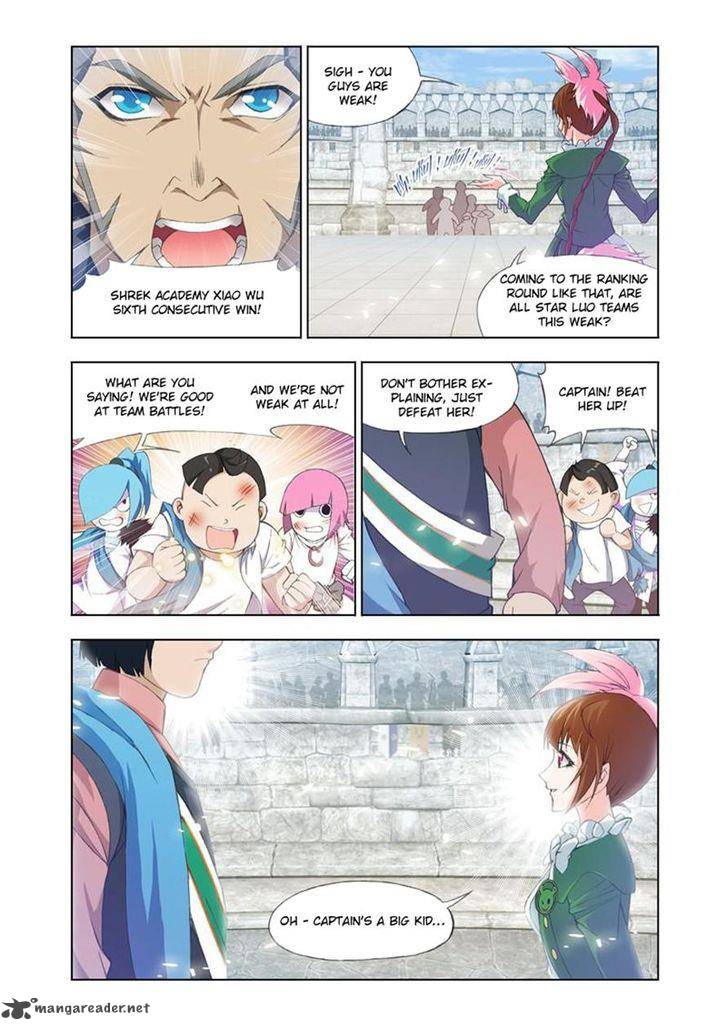 SHREK ACADEMY XIAO WU
SIXTH CONSECUTIVE WIN!
SIGH - YOU
GUYS ARE
WEAK!
COMING TO THE RANKING
ROUND LIKE THAT, ARE
ALL STAR LUO TEAMS
THIS WEAK?
WHAT ARE YOU
SAYING! WE'RE GOOD
AT TEAM BATTLES!
AND WE'RE NOT
WEAK AT ALL!
DON'T BOTHER EX-
PLAINING, JUST
DEFEAT HER!
CAPTAIN! BEAT
HER UP!
OH - CAPTAIN'S A BIG KID...
mangareader.net